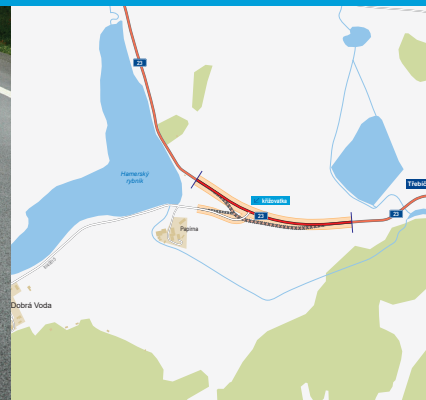 23
Hamerský
rybník
křižovatka
Třebíč
23
23
Papírna
Dobrá Voda